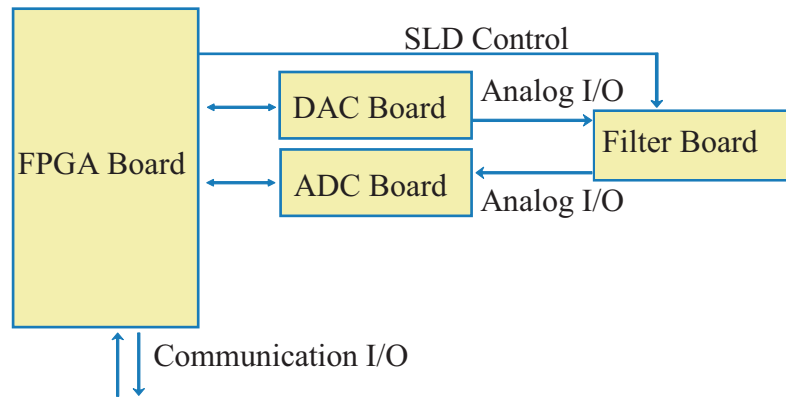 SLD Control
DAC Board
Analog I/O
FPGA Board
Filter Board
ADC Board
Analog I/O
Communication I/O